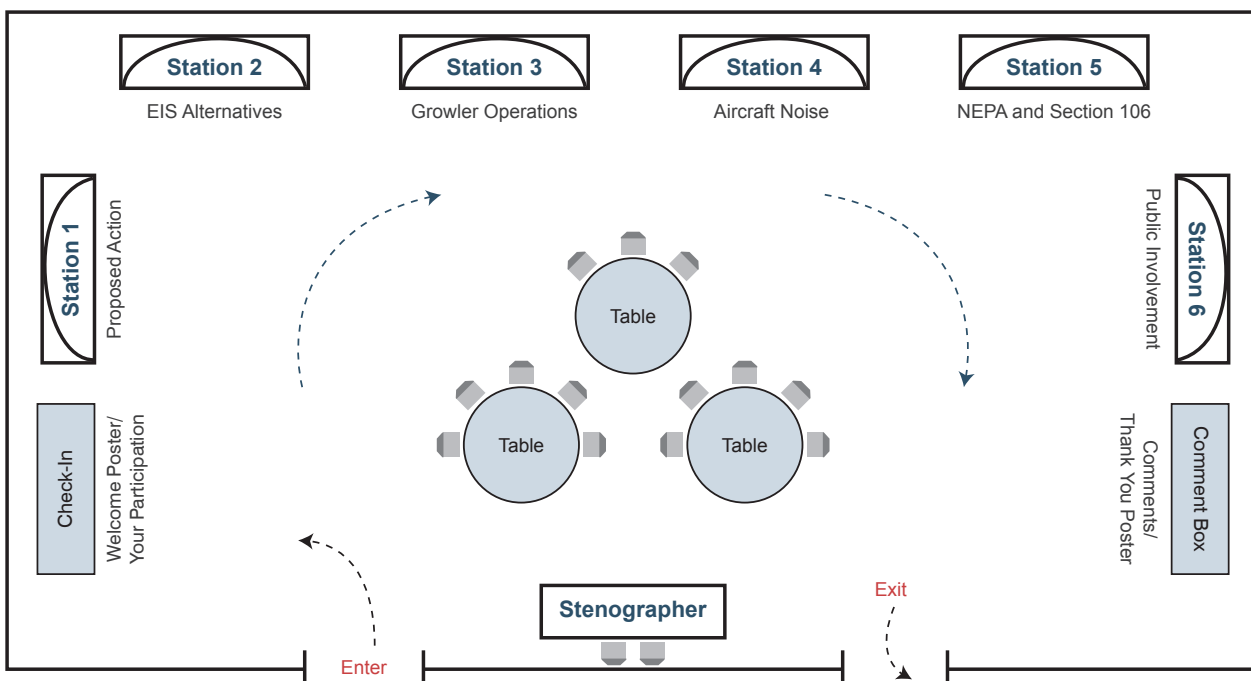 Station 2
EIS Alternatives
Station 3
Growler Operations
Station 4
Aircraft Noise
Station 5
NEPA and Section 106
Station 1
Proposed Action
Station 6
Public Involvement
Table
Table
Table
Check-In
Welcome Poster/
Your Participation
Comment Box
Comments/
Thank You Poster
Stenographer
Enter
Exit